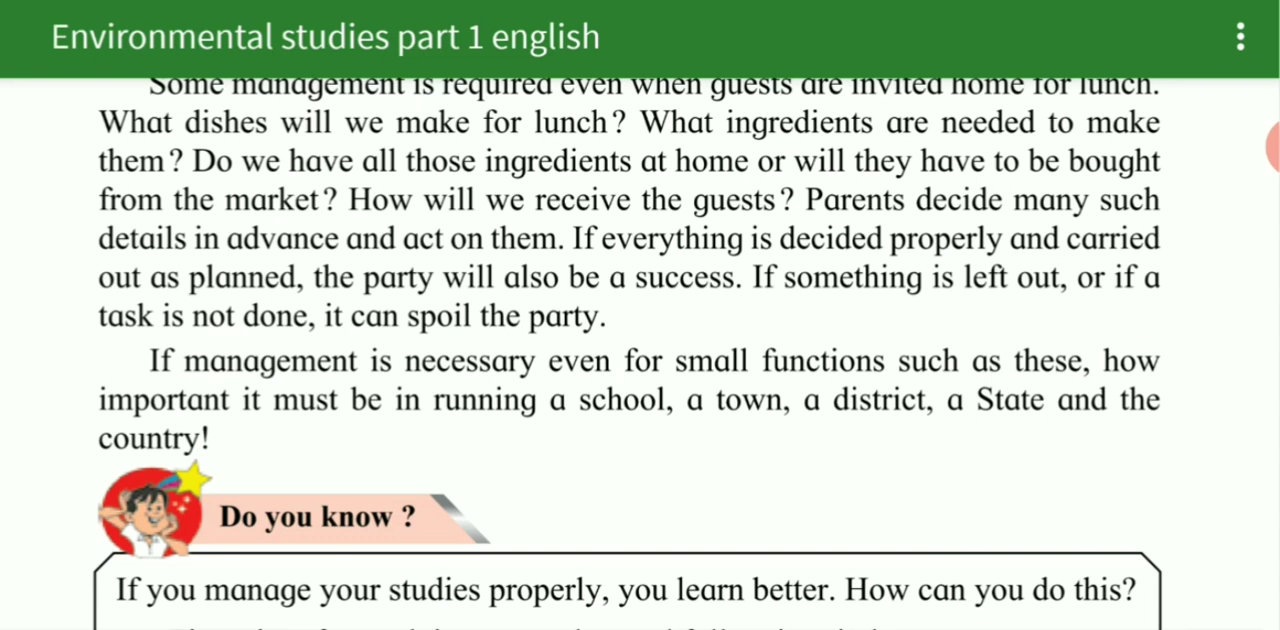 Environmental studies part 1 english
Some management is required even when guests are invited home for lunch.
What dishes will we make for lunch? What ingredients are needed to make
them? Do we have all those ingredients at home or will they have to be bought
from the market? How will we receive the guests? Parents decide many such
details in advance and act on them. If everything is decided properly and carried
out as planned, the party will also be a success. If something is left out, or if a
task is not done, it can spoil the party.
If management is necessary even for small functions such as these, how
important it must be in running a school, a town, a district, a State and the
country!
Do you know ?
If you manage your studies properly, you learn better. How can you do this?